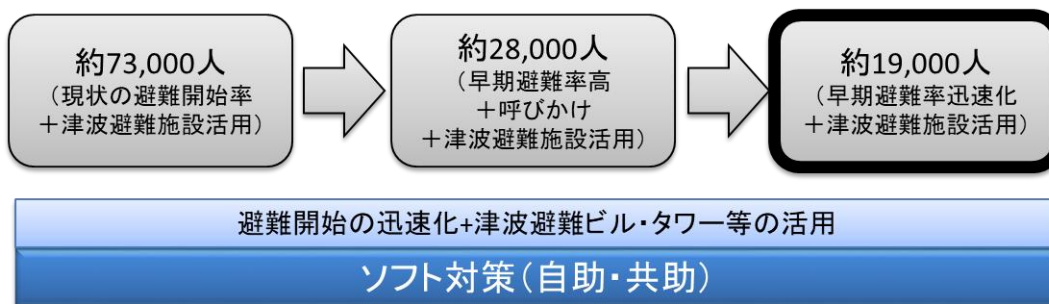 約73,000人
（現状の避難開始率
＋津波避難施設活用）
約28,000人
（早期避難率高
＋呼びかけ
＋津波避難施設活用）
約19,000人
（早期避難率迅速化
＋津波避難施設活用）
避難開始の迅速化+津波避難ビル・タワー等の活用
ソフト対策（自助・共助）